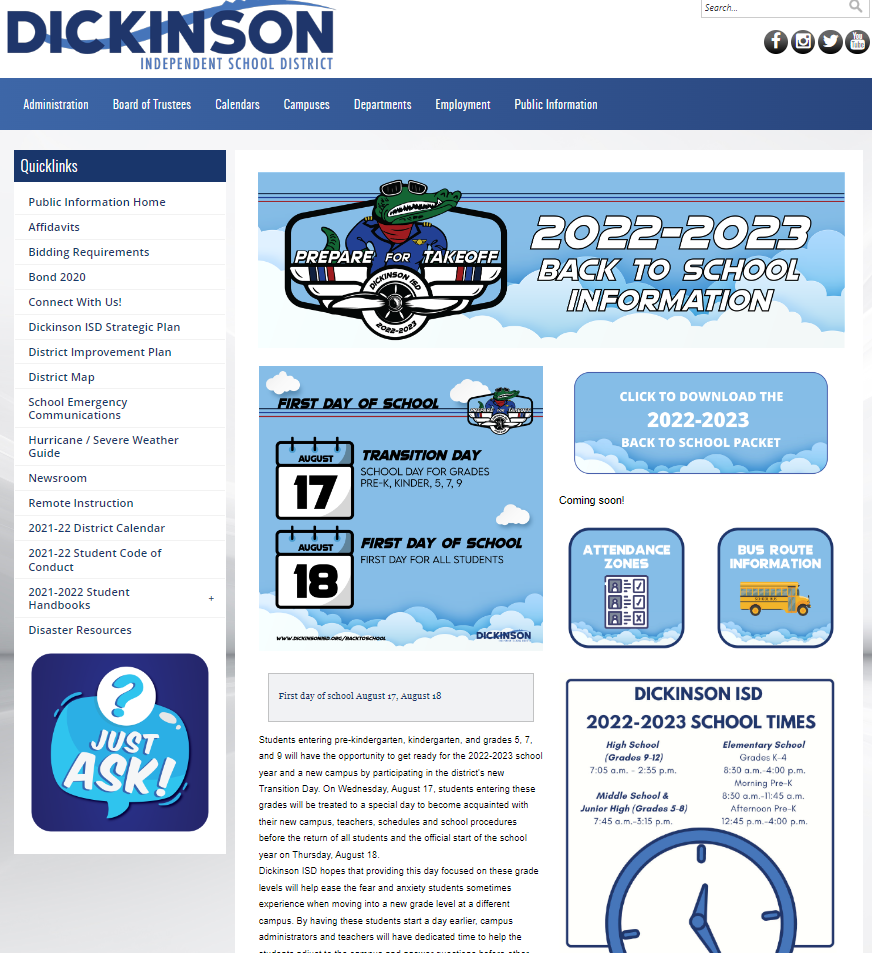 DICKINSON
INDEPENDENT SCHOOL DISTRICT
Search...
You
Tube
Administration
Board of Trustees
Calendars
Campuses
Departments
Employment
Public Information
Quicklinks
Public Information Home
Affidavits
Bidding Requirements
Bond 2020
Connect With Us!
Dickinson ISD Strategic Plan
District Improvement Plan
District Map
School Emergency
Communications
Hurricane / Severe Weather
Guide
Newsroom
Remote Instruction
2021-22 District Calendar
2021-22 Student Code of
Conduct
2021-2022 Student
Handbooks
+
Disaster Resources
?
JUST
ASK!
PREPARE FOR TAKEOFF
DICKINSON ISD
2022-2023
2022-2023
BACK TO SCHOOL
INFORMATION
FIRST DAY OF SCHOOL
PREPARE FOR TAKEOFF
AUGUST
17
TRANSITION DAY
SCHOOL DAY FOR GRADES
PRE-K, KINDER, 5, 7, 9
AUGUST
18
FIRST DAY OF SCHOOL
FIRST DAY FOR ALL STUDENTS
WWW.DICKINSONISD.ORG/BACKTOSCHOOL
DICKINSON
CLICK TO DOWNLOAD THE
2022-2023
BACK TO SCHOOL PACKET
Coming soon!
ATTENDANCE
ZONES
BUS ROUTE
INFORMATION
First day of school August 17, August 18
Students entering pre-kindergarten, kindergarten, and grades 5, 7,
and 9 will have the opportunity to get ready for the 2022-2023 school
year and a new campus by participating in the district's new
Transition Day. On Wednesday, August 17, students entering these
grades will be treated to a special day to become acquainted with
their new campus, teachers, schedules and school procedures
before the return of all students and the official start of the school
year on Thursday, August 18.
Dickinson ISD hopes that providing this day focused on these grade
levels will help ease the fear and anxiety students sometimes
experience when moving into a new grade level at a different
campus. By having these students start a day earlier, campus
administrators and teachers will have dedicated time to help the
DICKINSON ISD
2022-2023 SCHOOL TIMES
High School
(Grades 9-12)
7:05 a.m. - 2:35 p.m.
Middle School &
Junior High (Grades 5-8)
7:45 a.m.-3:15 p.m.
Elementary School
Grades K-4
8:30 a.m.-4:00 p.m.
Morning Pre-K
8:30 a.m.-11:45 a.m.
Afternoon Pre-K
12:45 p.m.-4:00 p.m.